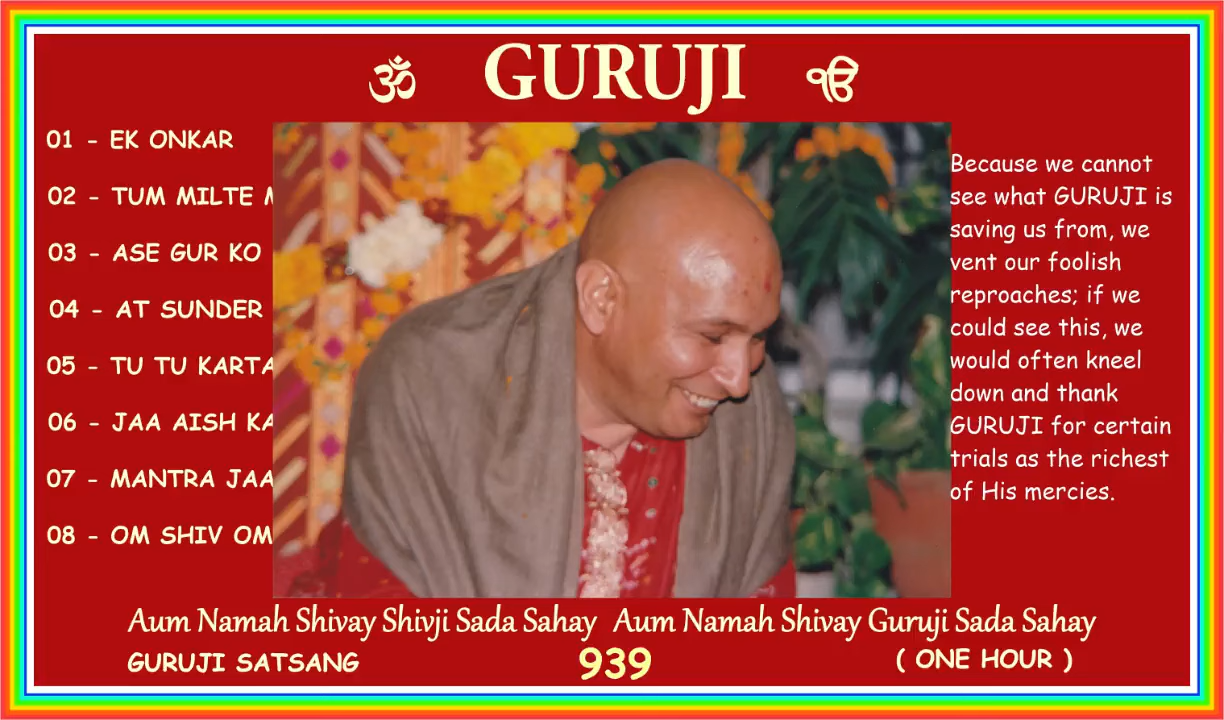 ॐ GURUJI ੴ
01 - EK ONKAR
02 - TUM MILTE
03 - ASE GUR KO
04 - AT SUNDER
05 - TU TU KARTA
06 - JAA AISH KA
07 - MANTRA JAA
08 - OM SHIV OM
Because we cannot
see what GURUJI is
saving us from, we
vent our foolish
reproaches; if we
could see this, we
would often kneel
down and thank
GURUJI for certain
trials as the richest
of His mercies.
Aum Namah Shivay Shivji Sada Sahay Aum Namah Shivay Guruji Sada Sahay
GURUJI SATSANG 939 ( ONE HOUR )